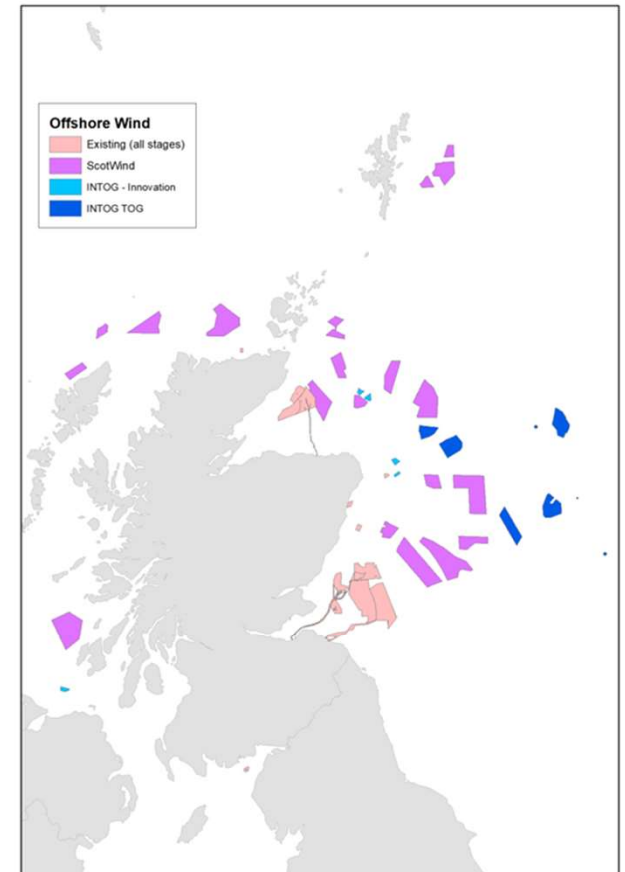 Offshore Wind
Existing (all stages)
ScotWind
INTOG - Innovation
INTOG TOG